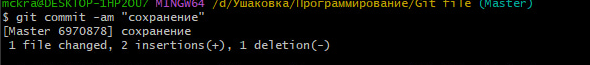 mckra@DESKTOP-1HP2OU7 MINGW64 /d/Ушаковка/Программирование/Git file (Master)
$ git commit -am "сохранение"
[Master 6970878] сохранение
 1 file changed, 2 insertions(+), 1 deletion(-)